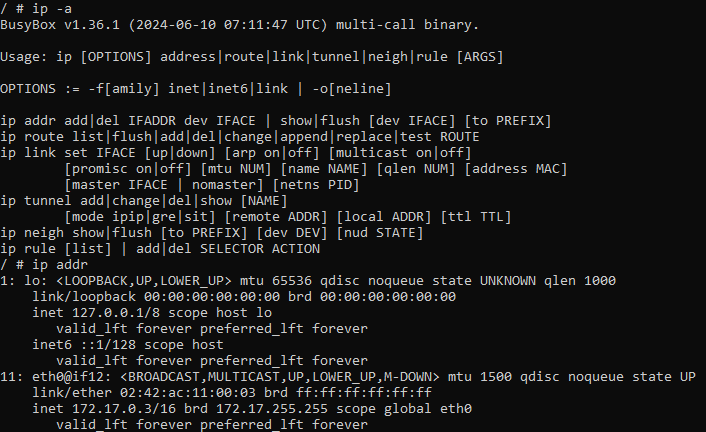 / # ip -a
BusyBox v1.36.1 (2024-06-10 07:11:47 UTC) multi-call binary.

Usage: ip [OPTIONS] address|route|link|tunnel|neigh|rule [ARGS]

OPTIONS := -f[amily] inet|inet6|link | -o[neline]

ip addr add|del IFADDR dev IFACE | show|flush [dev IFACE] [to PREFIX]
ip route list|flush|add|del|change|append|replace|test ROUTE
ip link set IFACE [up|down] [arp on|off] [multicast on|off]
        [promisc on|off] [mtu NUM] [name NAME] [qlen NUM] [address MAC]
        [master IFACE | nomaster] [netns PID]
ip tunnel add|change|del|show [NAME]
        [mode ipip|gre|sit] [remote ADDR] [local ADDR] [ttl TTL]
ip neigh show|flush [to PREFIX] [dev DEV] [nud STATE]
ip rule [list] | add|del SELECTOR ACTION
/ # ip addr
1: lo: <LOOPBACK,UP,LOWER_UP> mtu 65536 qdisc noqueue state UNKNOWN qlen 1000
    link/loopback 00:00:00:00:00:00 brd 00:00:00:00:00:00
    inet 127.0.0.1/8 scope host lo
       valid_lft forever preferred_lft forever
    inet6 ::1/128 scope host
       valid_lft forever preferred_lft forever
11: eth0@if12: <BROADCAST,MULTICAST,UP,LOWER_UP,M-DOWN> mtu 1500 qdisc noqueue state UP
    link/ether 02:42:ac:11:00:03 brd ff:ff:ff:ff:ff:ff
    inet 172.17.0.3/16 brd 172.17.255.255 scope global eth0
       valid_lft forever preferred_lft forever